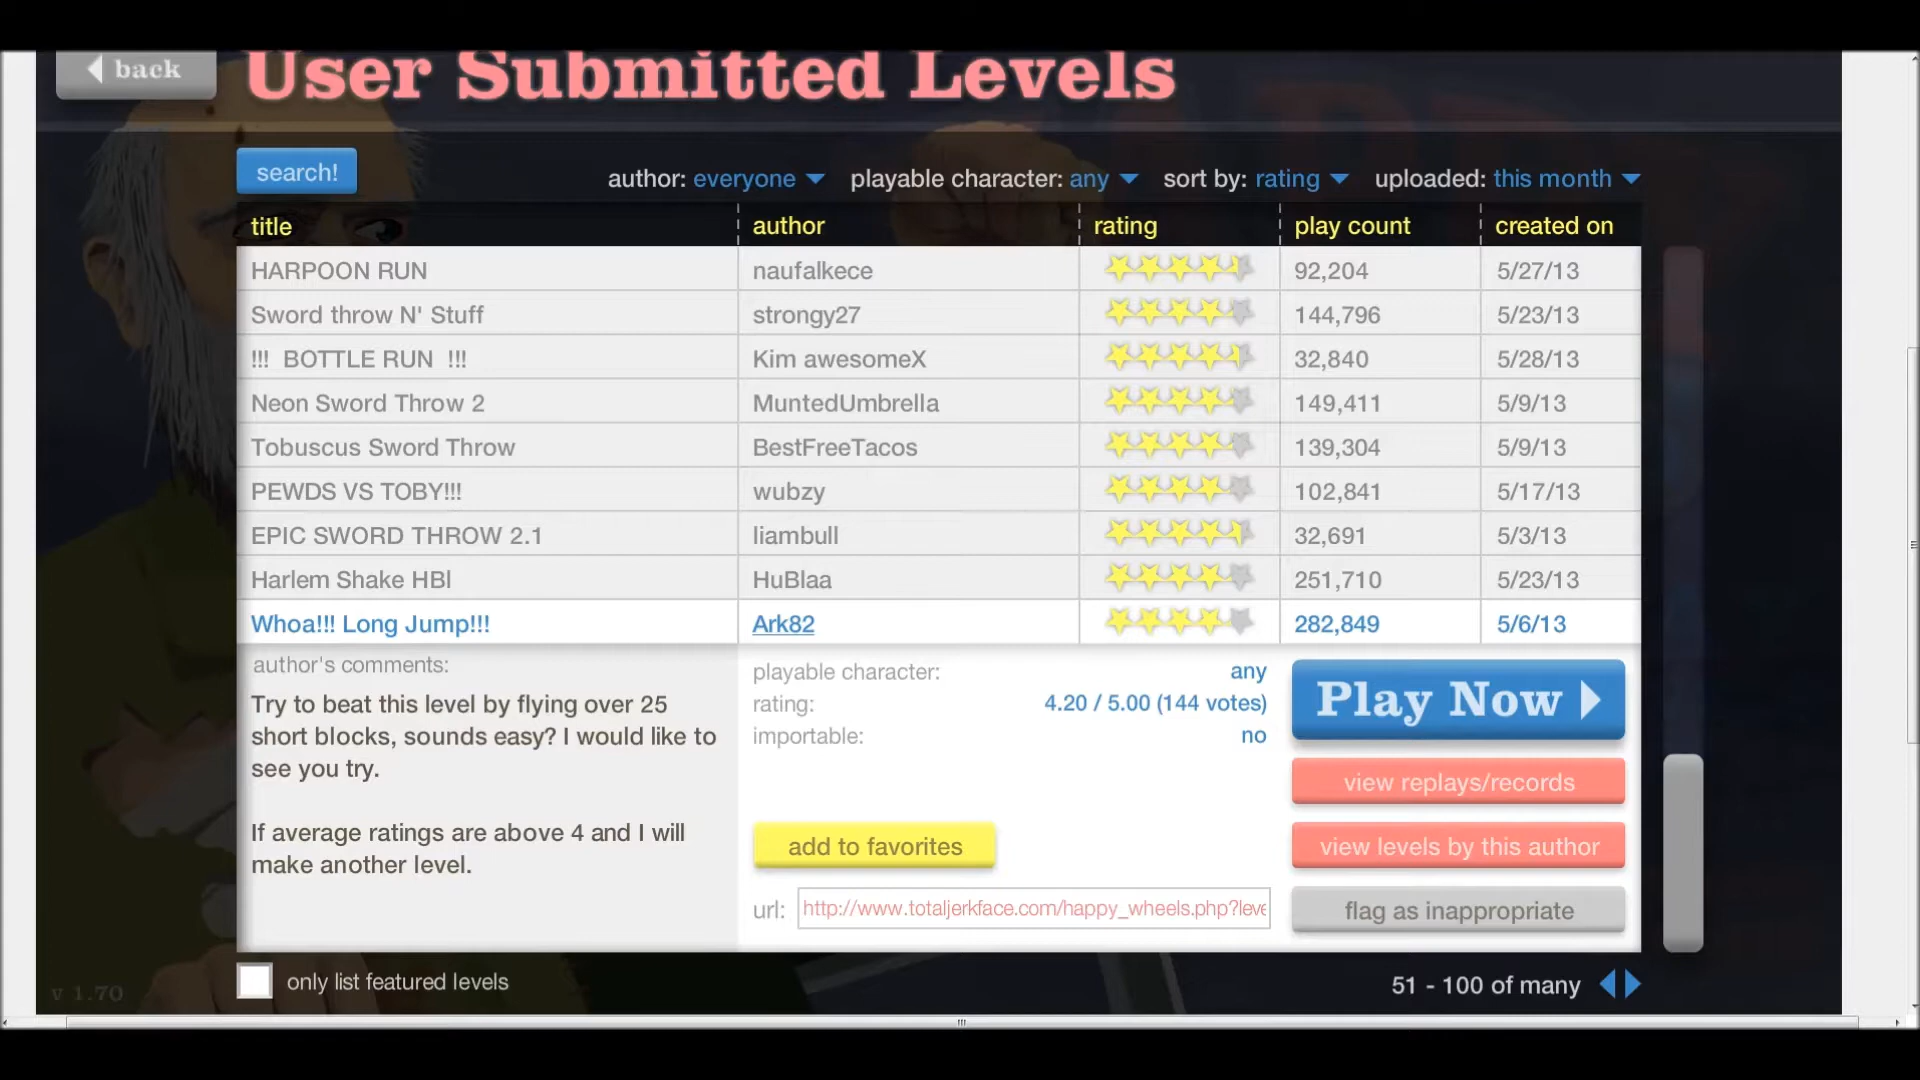 back
User Submitted Levels
search!
author: everyone playable character: any sort by: rating uploaded: this month
title author rating play count created on
HARPOON RUN naufalkece 92,204 5/27/13
Sword throw N' Stuff strongy27 144,796 5/23/13
!!! BOTTLE RUN !!! Kim awesomeX 32,840 5/28/13
Neon Sword Throw 2 MuntedUmbrella 149,411 5/9/13
Tobuscus Sword Throw BestFreeTacos 139,304 5/9/13
PEWDS VS TOBY!!! wubzy 102,841 5/17/13
EPIC SWORD THROW 2.1 liambull 32,691 5/3/13
Harlem Shake HBl HuBlaa 251,710 5/23/13
Whoa!!! Long Jump!!! Ark82 282,849 5/6/13
author's comments:
Try to beat this level by flying over 25
short blocks, sounds easy? I would like to
see you try.
If average ratings are above 4 and I will
make another level.
playable character: any
rating: 4.20 / 5.00 (144 votes)
importable: no
add to favorites
url: http://www.totaljerkface.com/happy_wheels.php?leve
Play Now
view replays/records
view levels by this author
flag as inappropriate
only list featured levels
51 - 100 of many
v 1.70